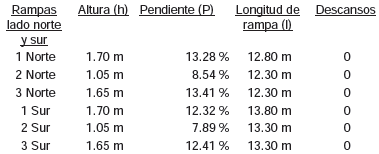 Rampas lado norte y sur Altura (h) Pendiente (P) Longitud de rampa (l) Descansos
1 Norte 1.70 m 13.28 % 12.80 m 0
2 Norte 1.05 m 8.54 % 12.30 m 0
3 Norte 1.65 m 13.41 % 12.30 m 0
1 Sur 1.70 m 12.32 % 13.80 m 0
2 Sur 1.05 m 7.89 % 13.30 m 0
3 Sur 1.65 m 12.41 % 13.30 m 0